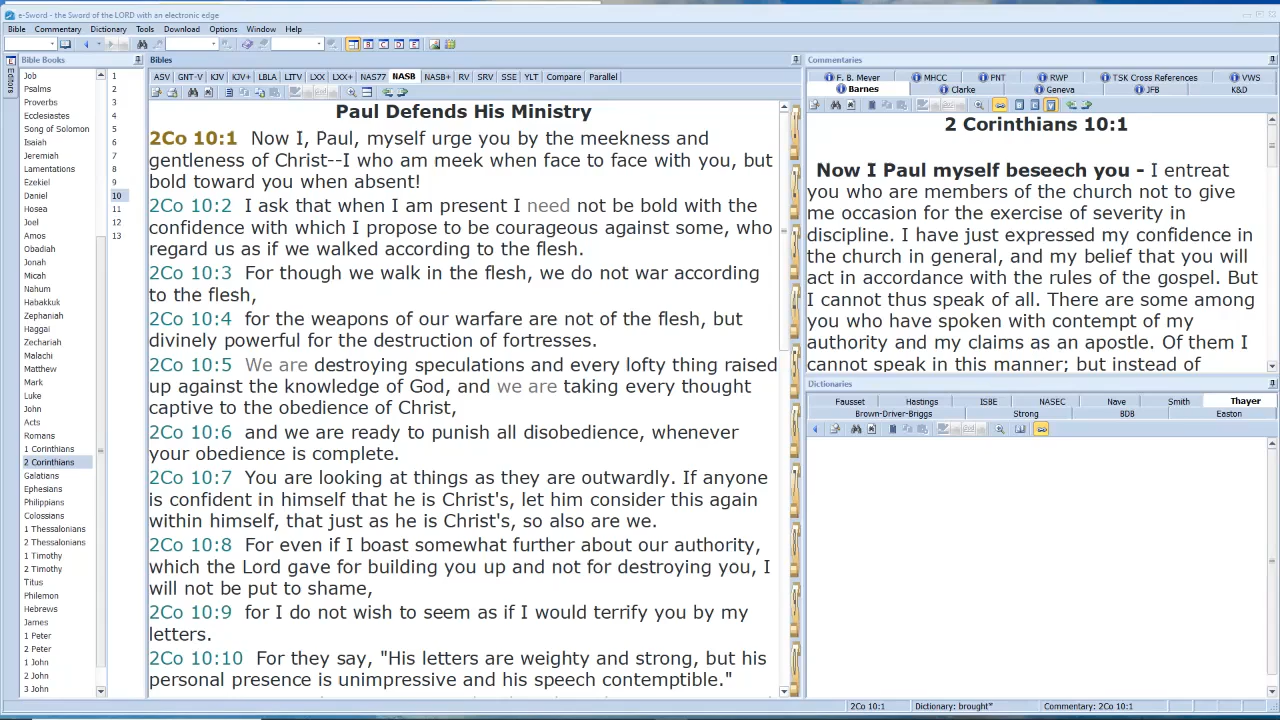 e-Sword - the Sword of the LORD with an electronic edge
Bible Commentary Dictionary Tools Download Options Window Help
Editors
Bible Books
Job
Psalms
Proverbs
Ecclesiastes
Song of Solomon
Isaiah
Jeremiah
Lamentations
Ezekiel
Daniel
Hosea
Joel
Amos
Obadiah
Jonah
Micah
Nahum
Habakkuk
Zephaniah
Haggai
Zechariah
Malachi
Matthew
Mark
Luke
John
Acts
Romans
1 Corinthians
2 Corinthians
Galatians
Ephesians
Philippians
Colossians
1 Thessalonians
2 Thessalonians
1 Timothy
2 Timothy
Titus
Philemon
Hebrews
James
1 Peter
2 Peter
1 John
2 John
3 John
1
2
3
4
5
6
7
8
9
10
11
12
13
Bibles
ASV GNT-V KJV KJV+ LBLA LITV LXX LXX+ NAS77 NASB NASB+ RV SRV SSE YLT Compare Parallel
Paul Defends His Ministry
2Co 10:1 Now I, Paul, myself urge you by the meekness and
gentleness of Christ--I who am meek when face to face with you, but
bold toward you when absent!
2Co 10:2 I ask that when I am present I need not be bold with the
confidence with which I propose to be courageous against some, who
regard us as if we walked according to the flesh.
2Co 10:3 For though we walk in the flesh, we do not war according
to the flesh,
2Co 10:4 for the weapons of our warfare are not of the flesh, but
divinely powerful for the destruction of fortresses.
2Co 10:5 We are destroying speculations and every lofty thing raised
up against the knowledge of God, and we are taking every thought
captive to the obedience of Christ,
2Co 10:6 and we are ready to punish all disobedience, whenever
your obedience is complete.
2Co 10:7 You are looking at things as they are outwardly. If anyone
is confident in himself that he is Christ's, let him consider this again
within himself, that just as he is Christ's, so also are we.
2Co 10:8 For even if I boast somewhat further about our authority,
which the Lord gave for building you up and not for destroying you, I
will not be put to shame,
2Co 10:9 for I do not wish to seem as if I would terrify you by my
letters.
2Co 10:10 For they say, "His letters are weighty and strong, but his
personal presence is unimpressive and his speech contemptible."
Commentaries
F. B. Meyer MHCC PNT RWP TSK Cross References VWS
Barnes Clarke Geneva JFB K&D
2 Corinthians 10:1
Now I Paul myself beseech you - I entreat
you who are members of the church not to give
me occasion for the exercise of severity in
discipline. I have just expressed my confidence in
the church in general, and my belief that you will
act in accordance with the rules of the gospel. But
I cannot thus speak of all. There are some among
you who have spoken with contempt of my
authority and my claims as an apostle. Of them I
cannot speak in this manner; but instead of
Dictionaries
Fausset Hastings ISBE NASEC Nave Smith Thayer
Brown-Driver-Briggs Strong BDB Easton
2Co 10:1 Dictionary: brought* Commentary: 2Co 10:1